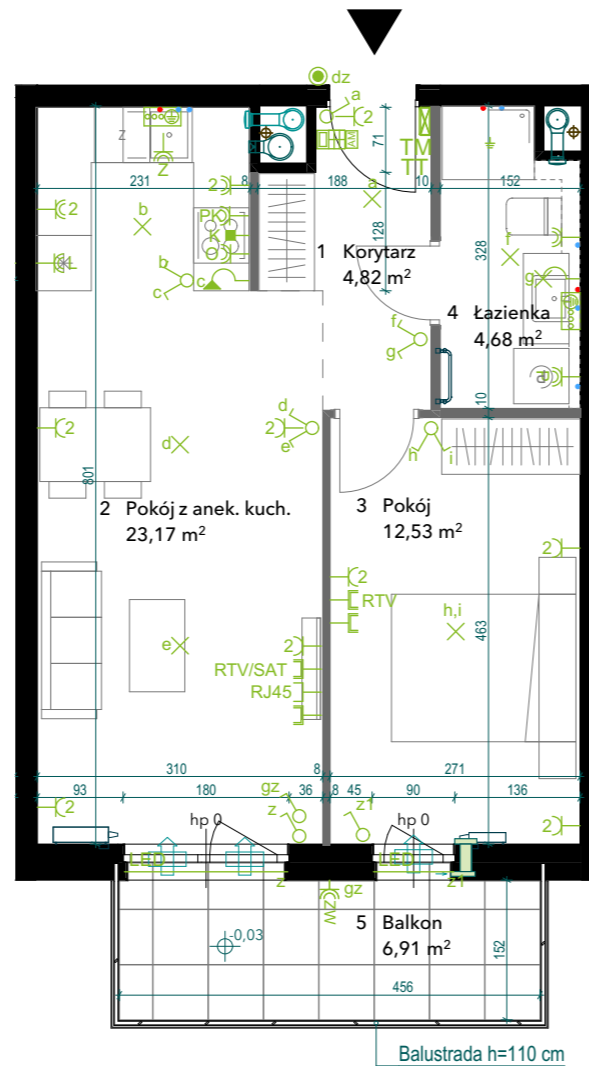 dz
a
2
AM
71
TM
TT
z
Z
231
8
2
188
a
10
152
2
b
PK
K
O
L
b
c
c
128
328
f
g
1 Korytarz
4,82 m²
4 Łazienka
4,68 m²
f
g
10
2
d
2
e
h
i
d
801
2 Pokój z anek. kuch.
23,17 m²
3 Pokój
12,53 m²
2
2
RTV
h,i
463
e
2
RTV/SAT
RJ45
310
8
271
93
180
36
8
45
90
136
2
gz
z
z1
2
hp 0
hp 0
LED
LED
z
gz
z1
ZW
-0,03
5 Balkon
6,91 m²
152
456
Balustrada h=110 cm